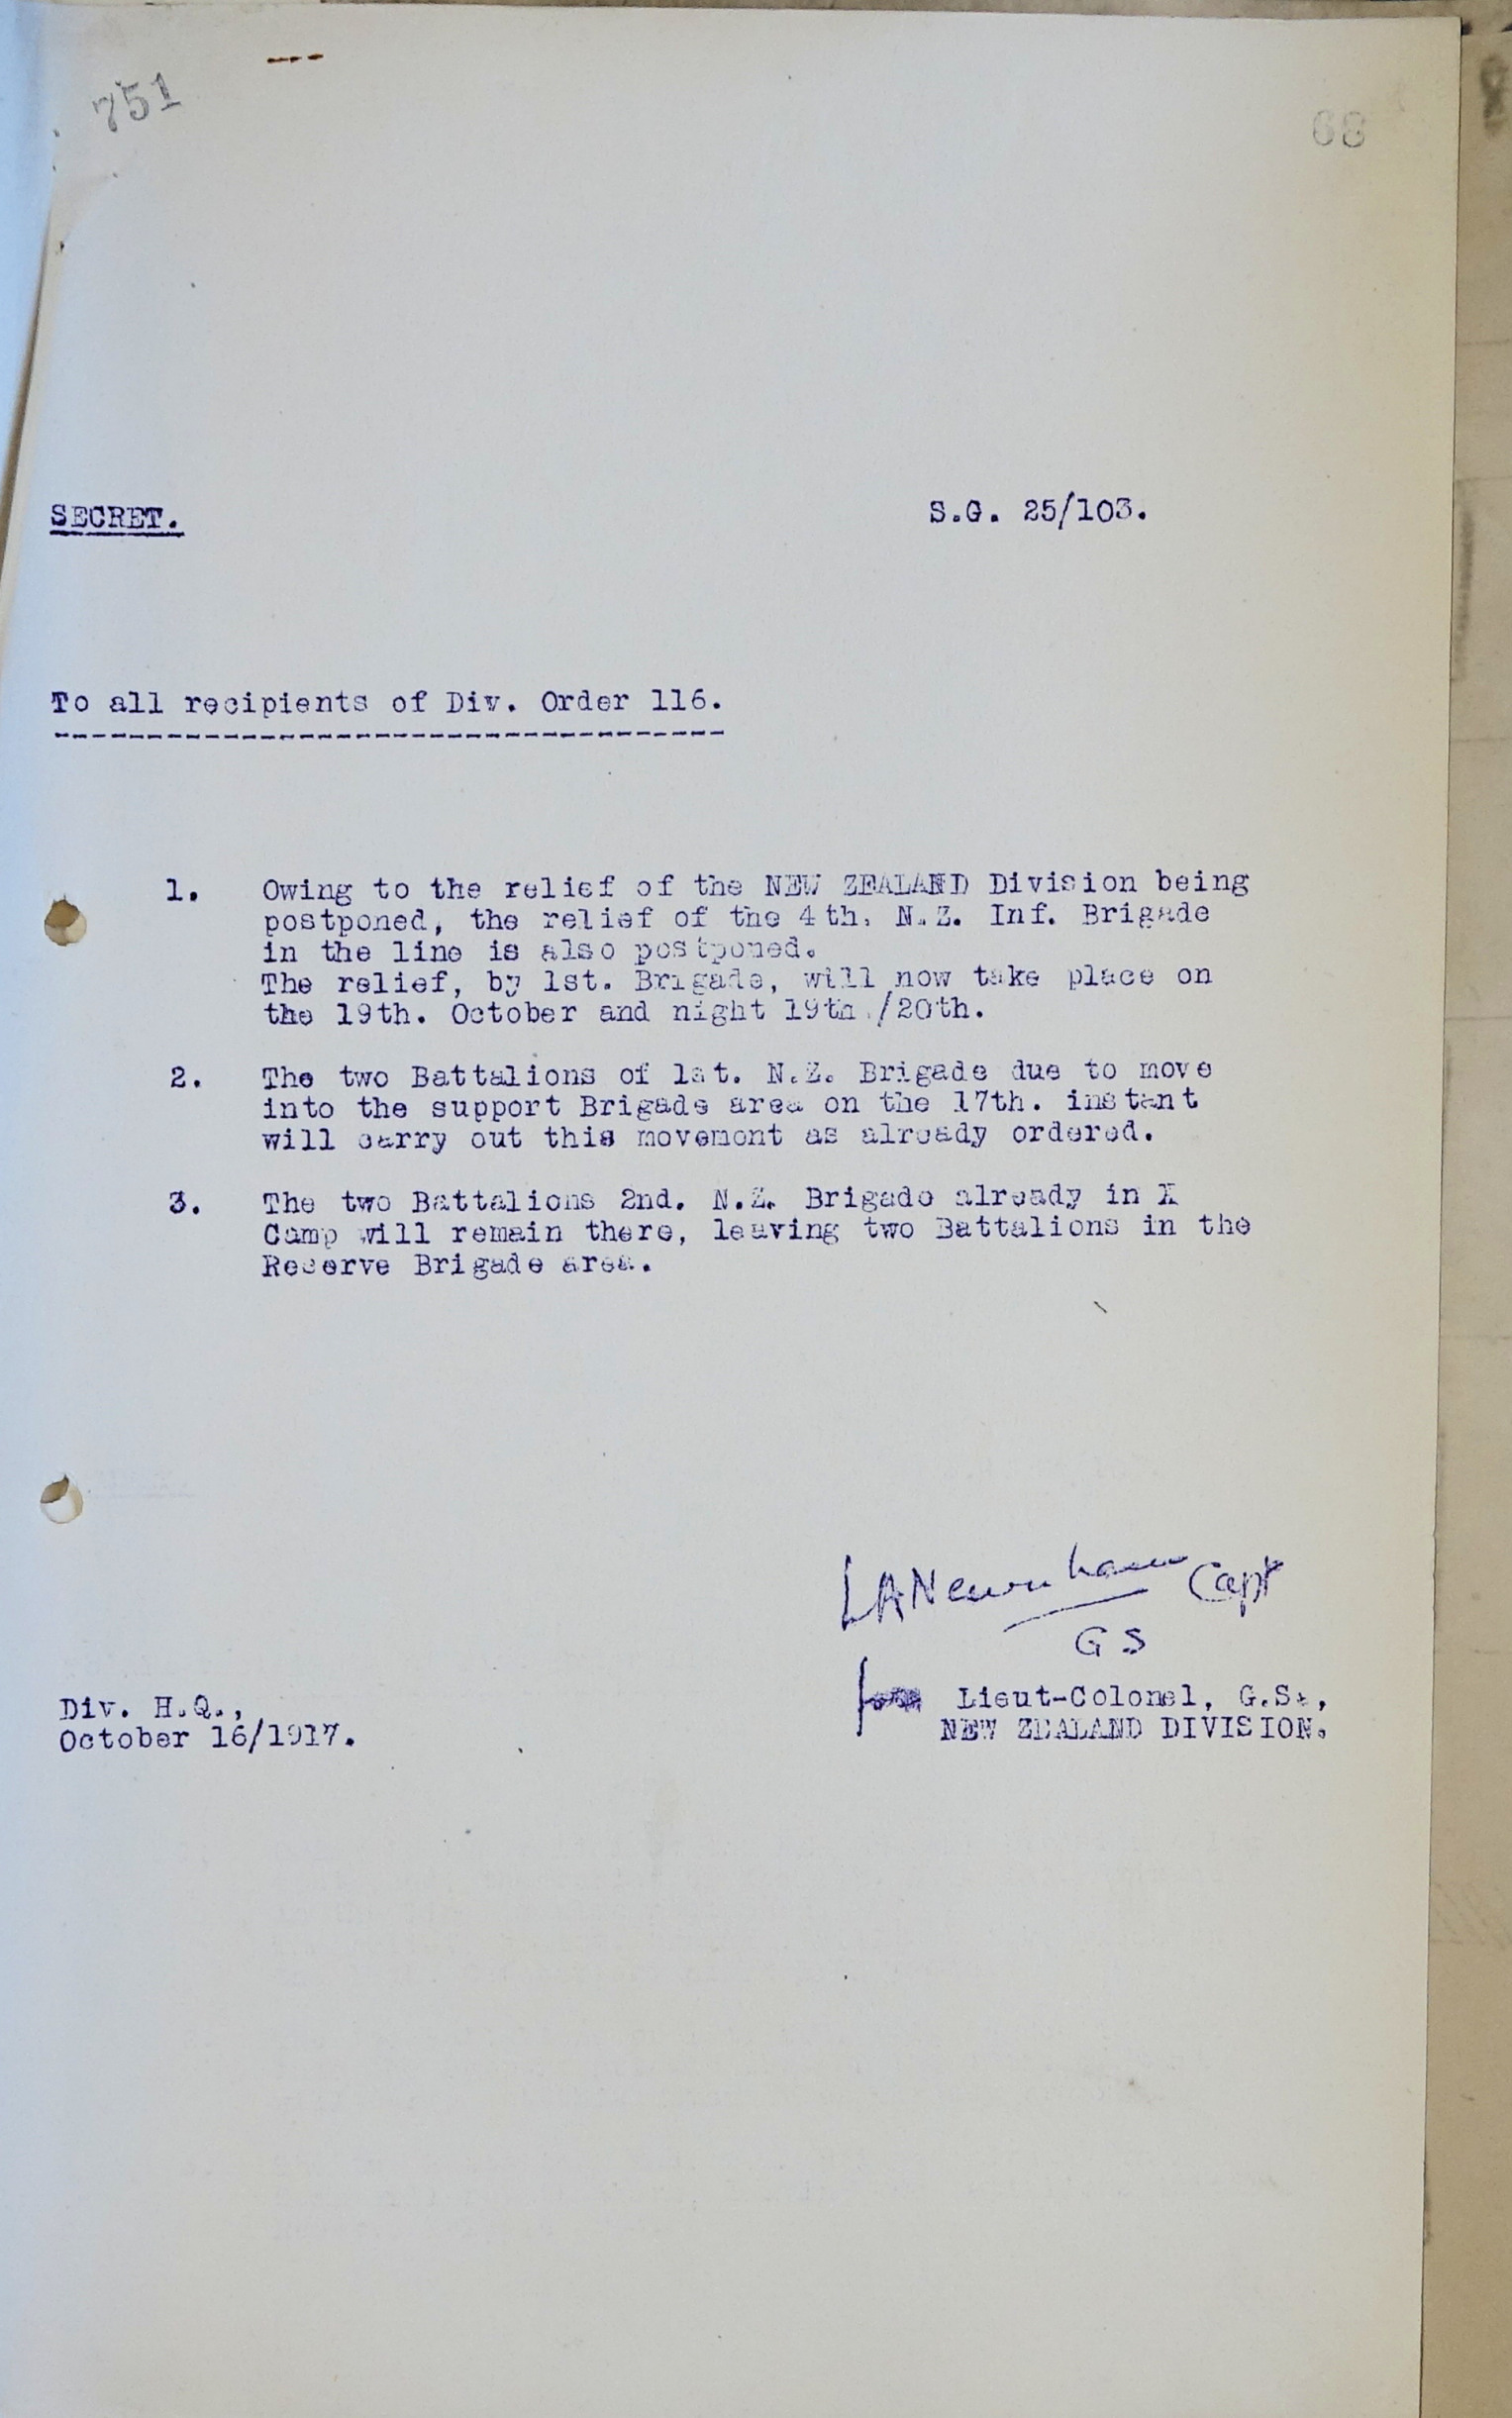 751
68
SECRET.
S.G. 25/103.
To all recipients of Div. Order 116.
1. Owing to the relief of the NEW ZEALAND Division being
postponed, the relief of the 4th. N.Z. Inf. Brigade
in the line is also postponed.
The relief, by 1st. Brigade, will now take place on
the 19th. October and night 19th./20th.
2. The two Battalions of 1st. N.Z. Brigade due to move
into the support Brigade area on the 17th. instant
will carry out this movement as already ordered.
3. The two Battalions 2nd. N.Z. Brigade already in X
Camp will remain there, leaving two Battalions in the
Reserve Brigade area.
Capt
GS
for Lieut-Colonel, G.S.,
NEW ZEALAND DIVISION.
Div. H.Q.,
October 16/1917.